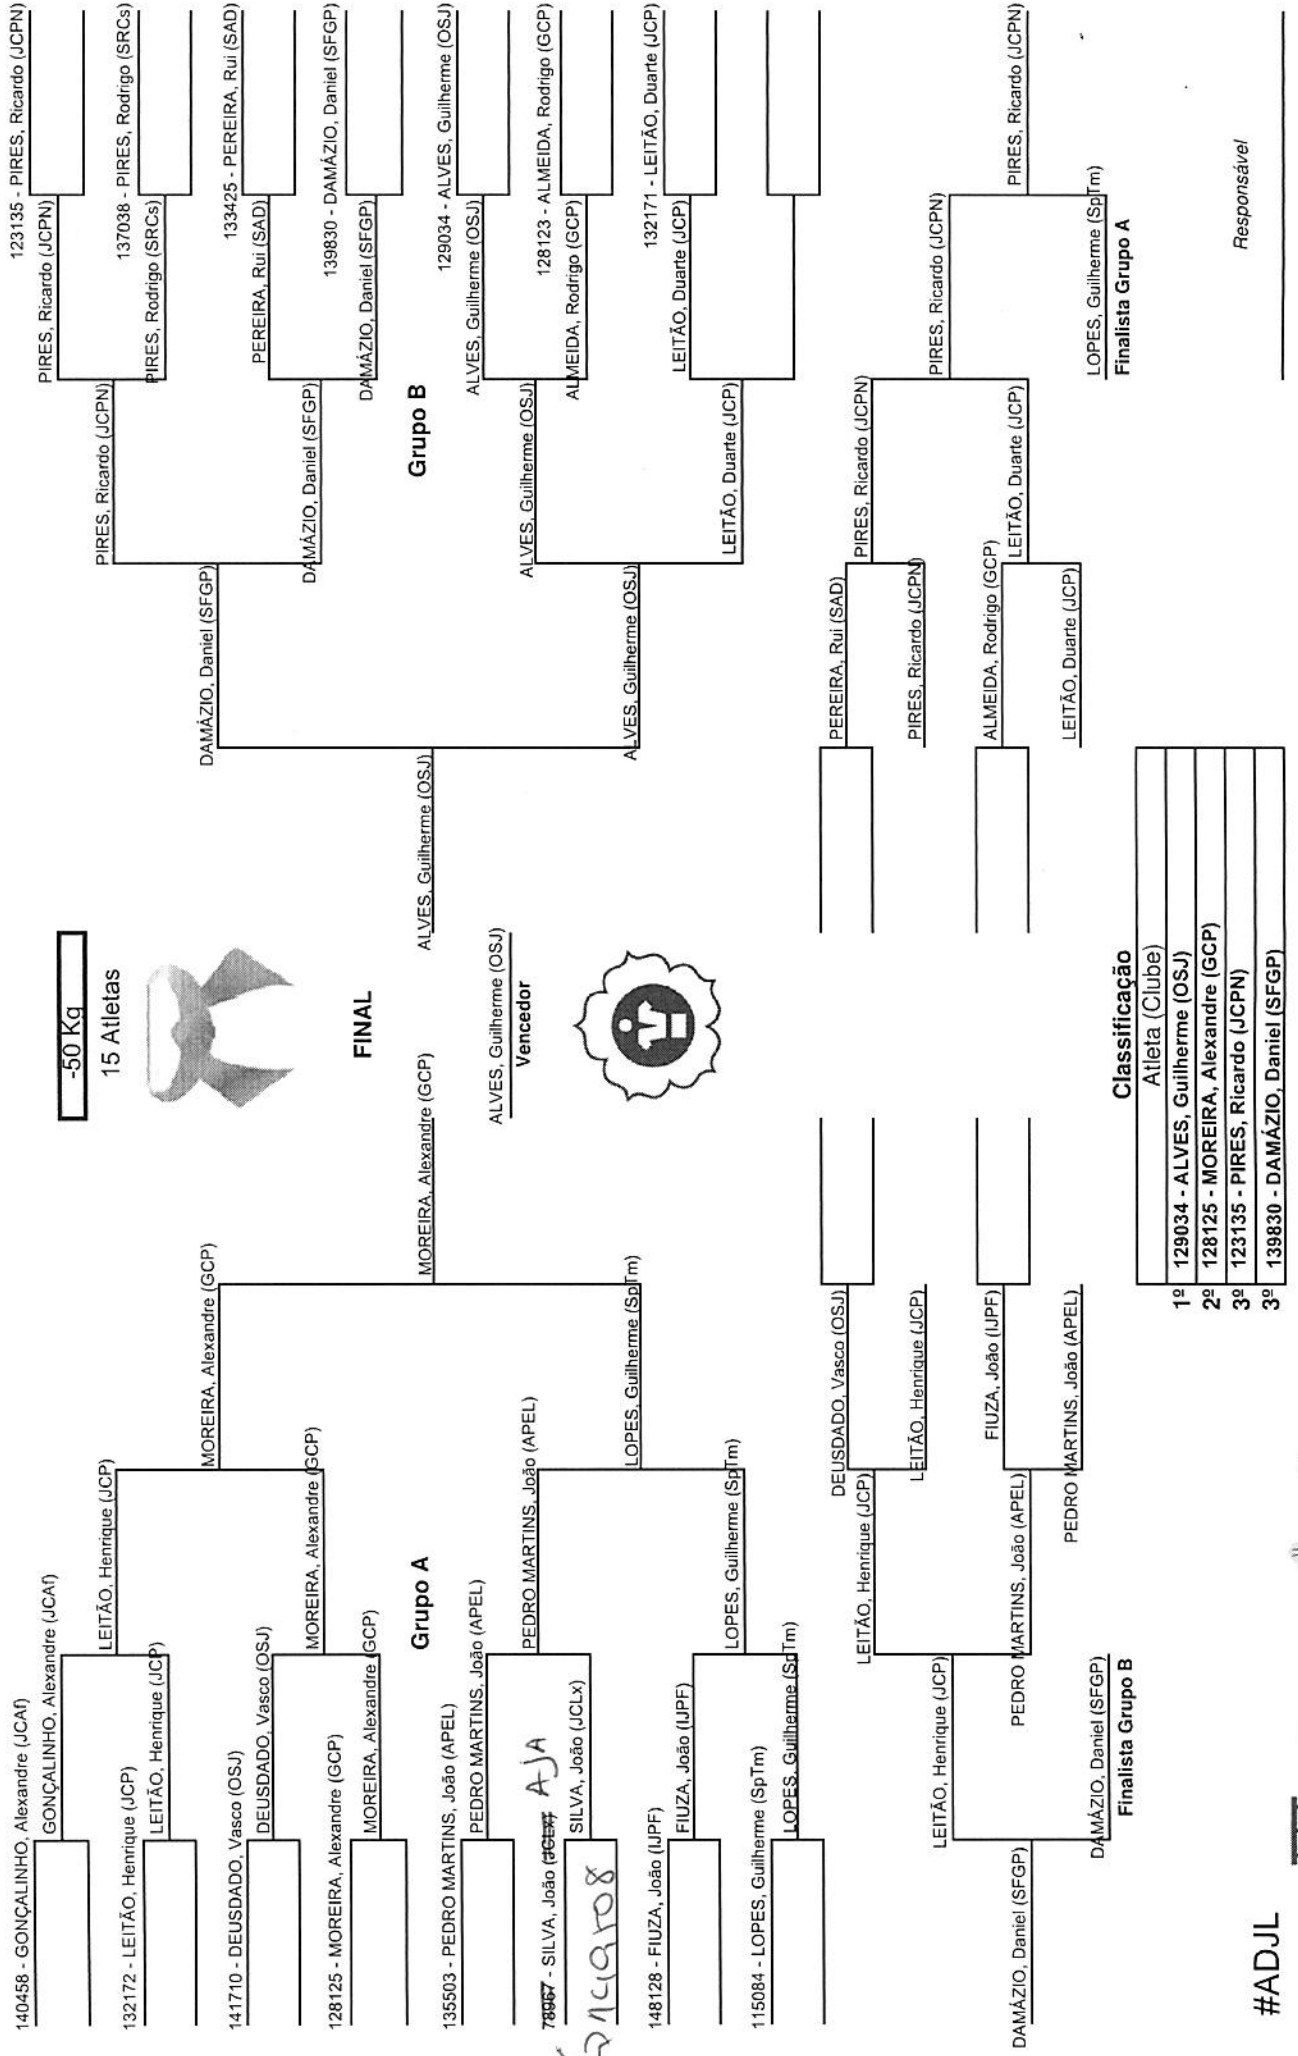 -50 Kg
15 Atletas
FINAL
ALVES, Guilherme (OSJ)
Vencedor
140458 - GONÇALINHO, Alexandre (JCAf)
GONÇALINHO, Alexandre (JCAf)
LEITÃO, Henrique (JCP)
132172 - LEITÃO, Henrique (JCP)
LEITÃO, Henrique (JCP)
MOREIRA, Alexandre (GCP)
141710 - DEUSDADO, Vasco (OSJ)
DEUSDADO, Vasco (OSJ)
MOREIRA, Alexandre (GCP)
128125 - MOREIRA, Alexandre (GCP)
MOREIRA, Alexandre (GCP)
Grupo A
MOREIRA, Alexandre (GCP)
135503 - PEDRO MARTINS, João (APEL)
PEDRO MARTINS, João (APEL)
PEDRO MARTINS, João (APEL)
78967 - SILVA, João (JCLx) AJA
SILVA, João (JCLx)
LOPES, Guilherme (SpTm)
148128 - FIUZA, João (IJPF)
FIUZA, João (IJPF)
LOPES, Guilherme (SpTm)
115084 - LOPES, Guilherme (SpTm)
LOPES, Guilherme (SpTm)
123135 - PIRES, Ricardo (JCPN)
PIRES, Ricardo (JCPN)
PIRES, Ricardo (JCPN)
137038 - PIRES, Rodrigo (SRCs)
PIRES, Rodrigo (SRCs)
DAMÁZIO, Daniel (SFGP)
133425 - PEREIRA, Rui (SAD)
PEREIRA, Rui (SAD)
DAMÁZIO, Daniel (SFGP)
139830 - DAMÁZIO, Daniel (SFGP)
DAMÁZIO, Daniel (SFGP)
Grupo B
ALVES, Guilherme (OSJ)
129034 - ALVES, Guilherme (OSJ)
ALVES, Guilherme (OSJ)
ALVES, Guilherme (OSJ)
128123 - ALMEIDA, Rodrigo (GCP)
ALMEIDA, Rodrigo (GCP)
ALVES, Guilherme (OSJ)
132171 - LEITÃO, Duarte (JCP)
LEITÃO, Duarte (JCP)
LEITÃO, Duarte (JCP)
DEUSDADO, Vasco (OSJ)
LEITÃO, Henrique (JCP)
LEITÃO, Henrique (JCP)
LEITÃO, Henrique (JCP)
FIUZA, João (IJPF)
PEDRO MARTINS, João (APEL)
PEDRO MARTINS, João (APEL)
DAMÁZIO, Daniel (SFGP)
DAMÁZIO, Daniel (SFGP)
Finalista Grupo B
PEREIRA, Rui (SAD)
PIRES, Ricardo (JCPN)
PIRES, Ricardo (JCPN)
PIRES, Ricardo (JCPN)
PIRES, Ricardo (JCPN)
ALMEIDA, Rodrigo (GCP)
LEITÃO, Duarte (JCP)
LEITÃO, Duarte (JCP)
LOPES, Guilherme (SpTm)
Finalista Grupo A
Classificação
Atleta (Clube)
1º 129034 - ALVES, Guilherme (OSJ)
2º 128125 - MOREIRA, Alexandre (GCP)
3º 123135 - PIRES, Ricardo (JCPN)
3º 139830 - DAMÁZIO, Daniel (SFGP)
Responsável
#ADJL